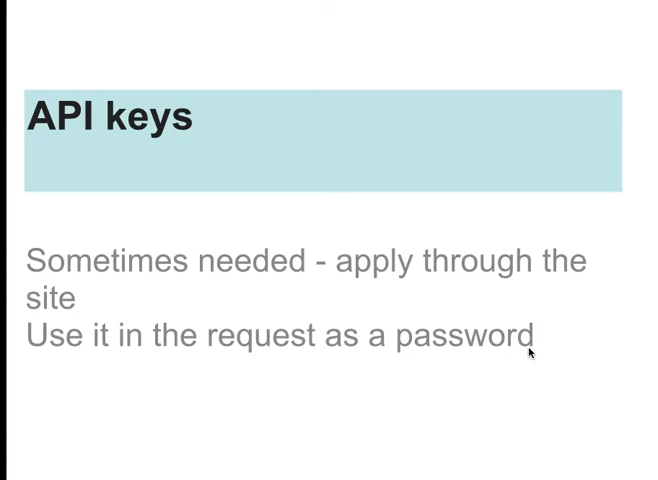 API keys
Sometimes needed - apply through the
site
Use it in the request as a password